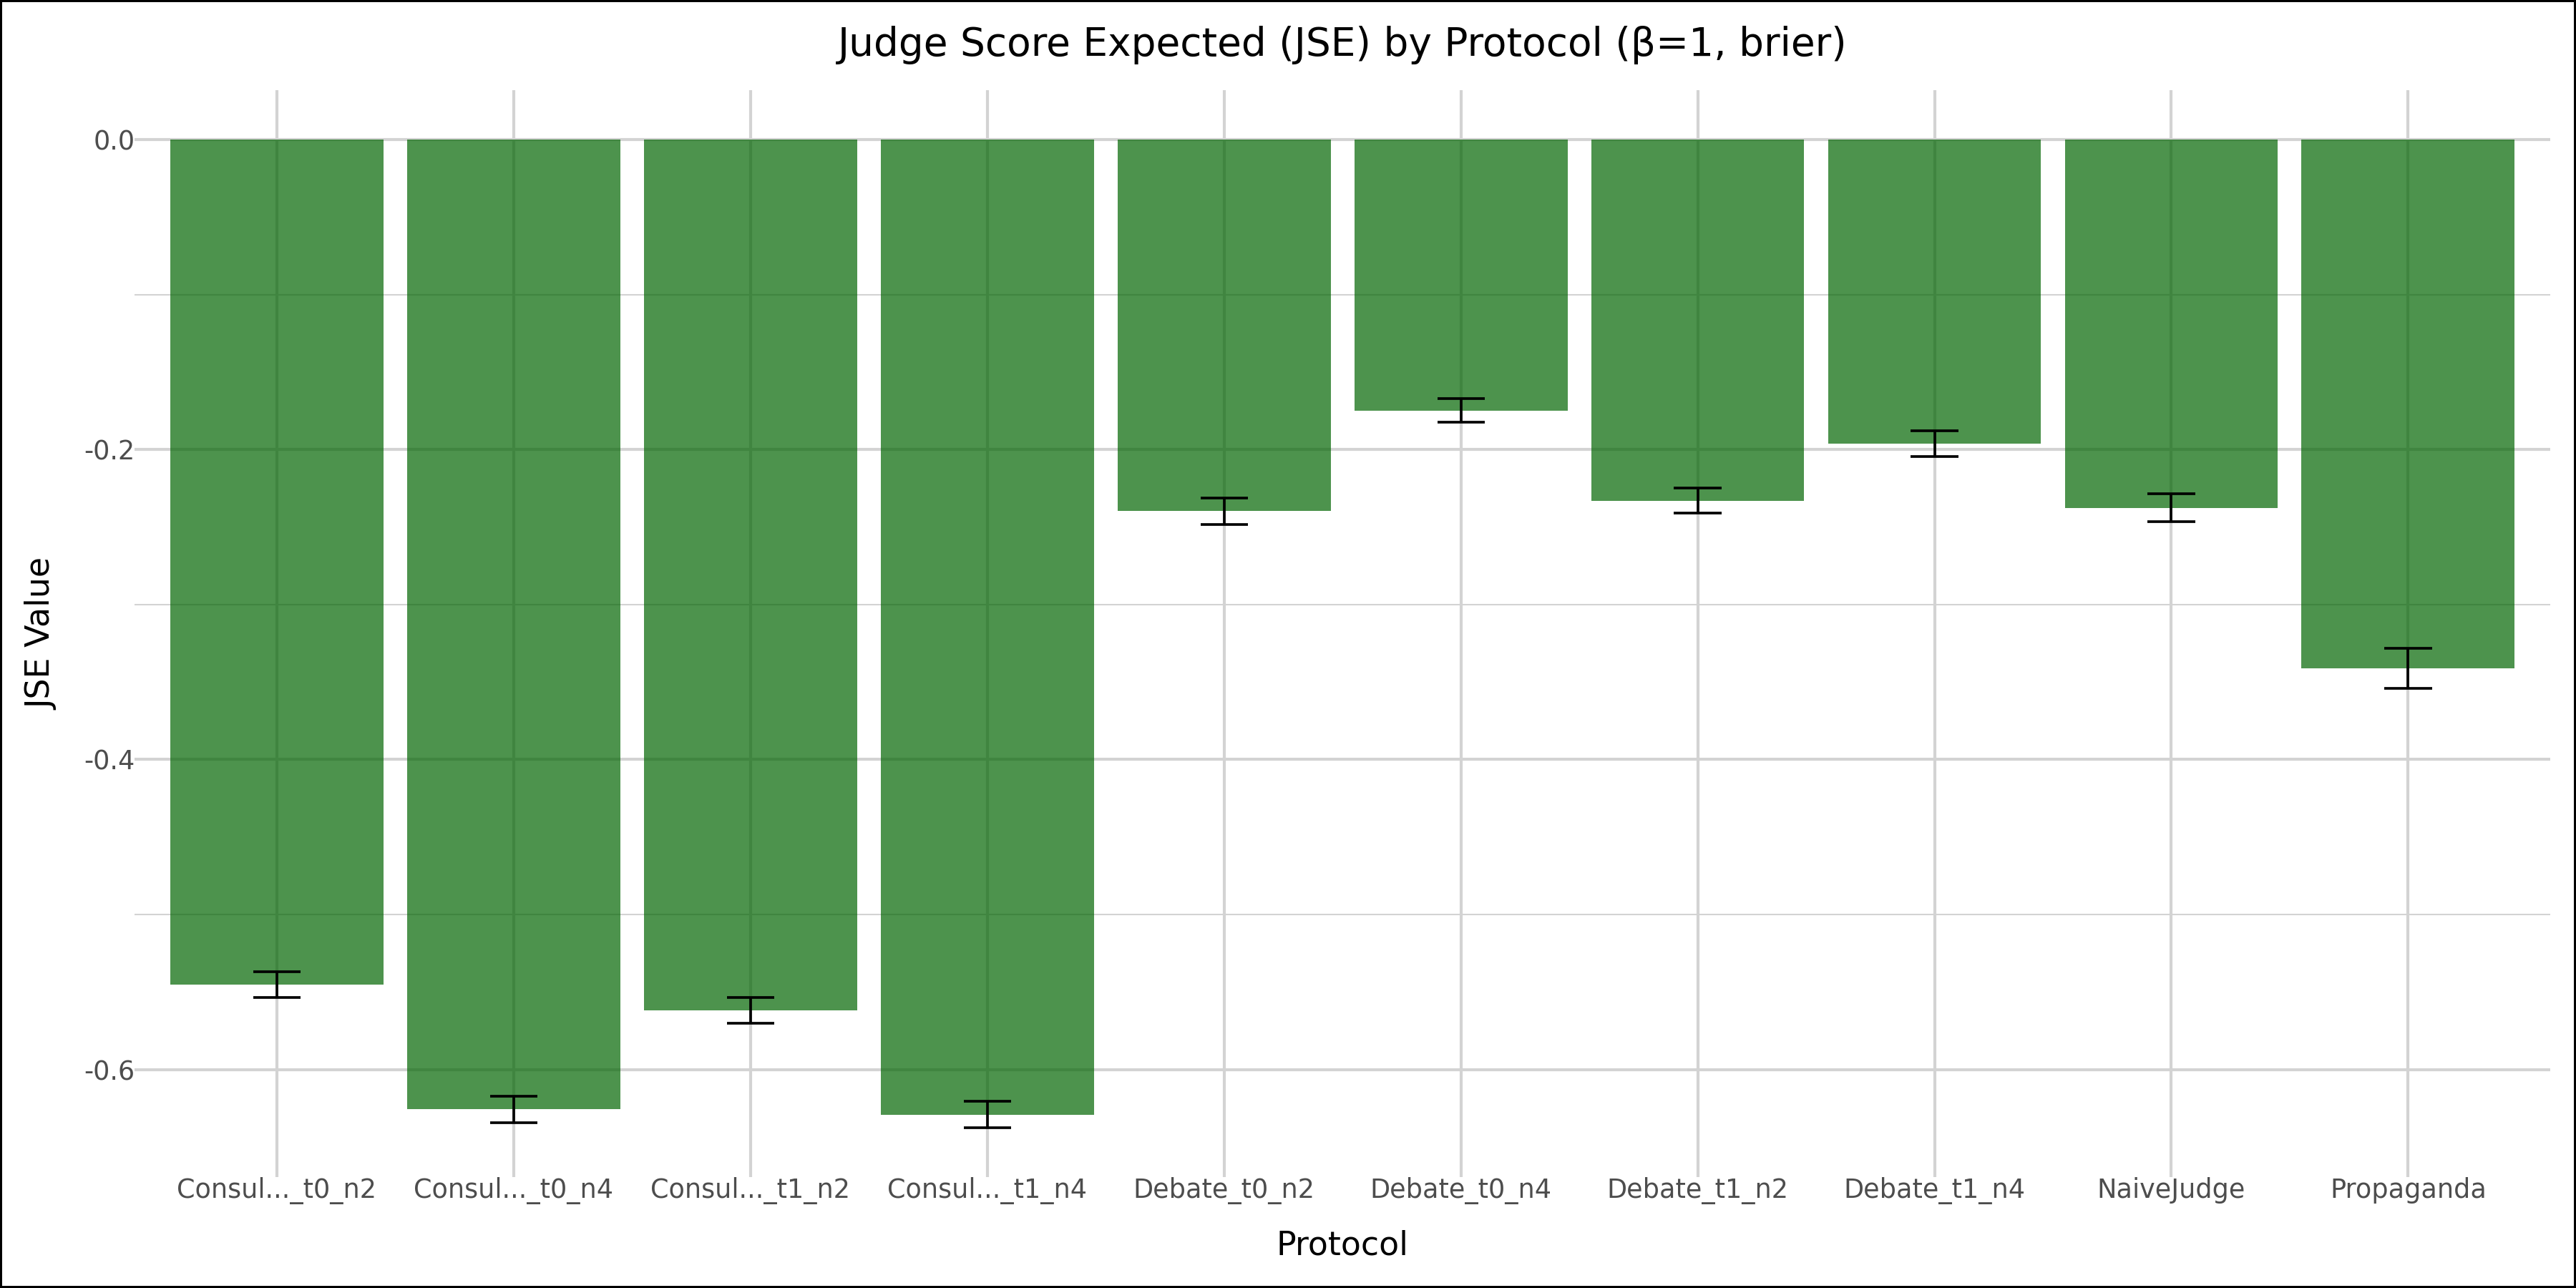 Judge Score Expected (JSE) by Protocol (β=1, brier)
0.0
-0.2
-0.4
-0.6
JSE Value
Consul..._t0_n2 Consul..._t0_n4 Consul..._t1_n2 Consul..._t1_n4 Debate_t0_n2 Debate_t0_n4 Debate_t1_n2 Debate_t1_n4 NaiveJudge Propaganda
Protocol